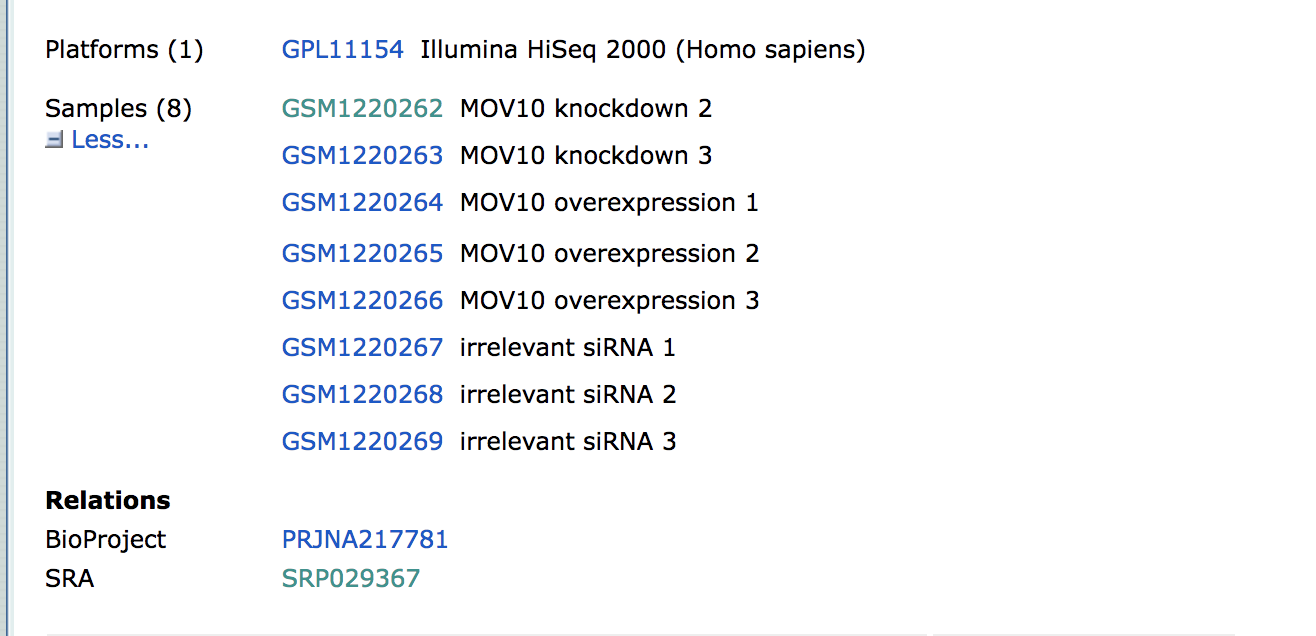 Platforms (1) GPL11154 Illumina HiSeq 2000 (Homo sapiens)
Samples (8) GSM1220262 MOV10 knockdown 2
Less...
GSM1220263 MOV10 knockdown 3
GSM1220264 MOV10 overexpression 1
GSM1220265 MOV10 overexpression 2
GSM1220266 MOV10 overexpression 3
GSM1220267 irrelevant siRNA 1
GSM1220268 irrelevant siRNA 2
GSM1220269 irrelevant siRNA 3
Relations
BioProject PRJNA217781
SRA SRP029367